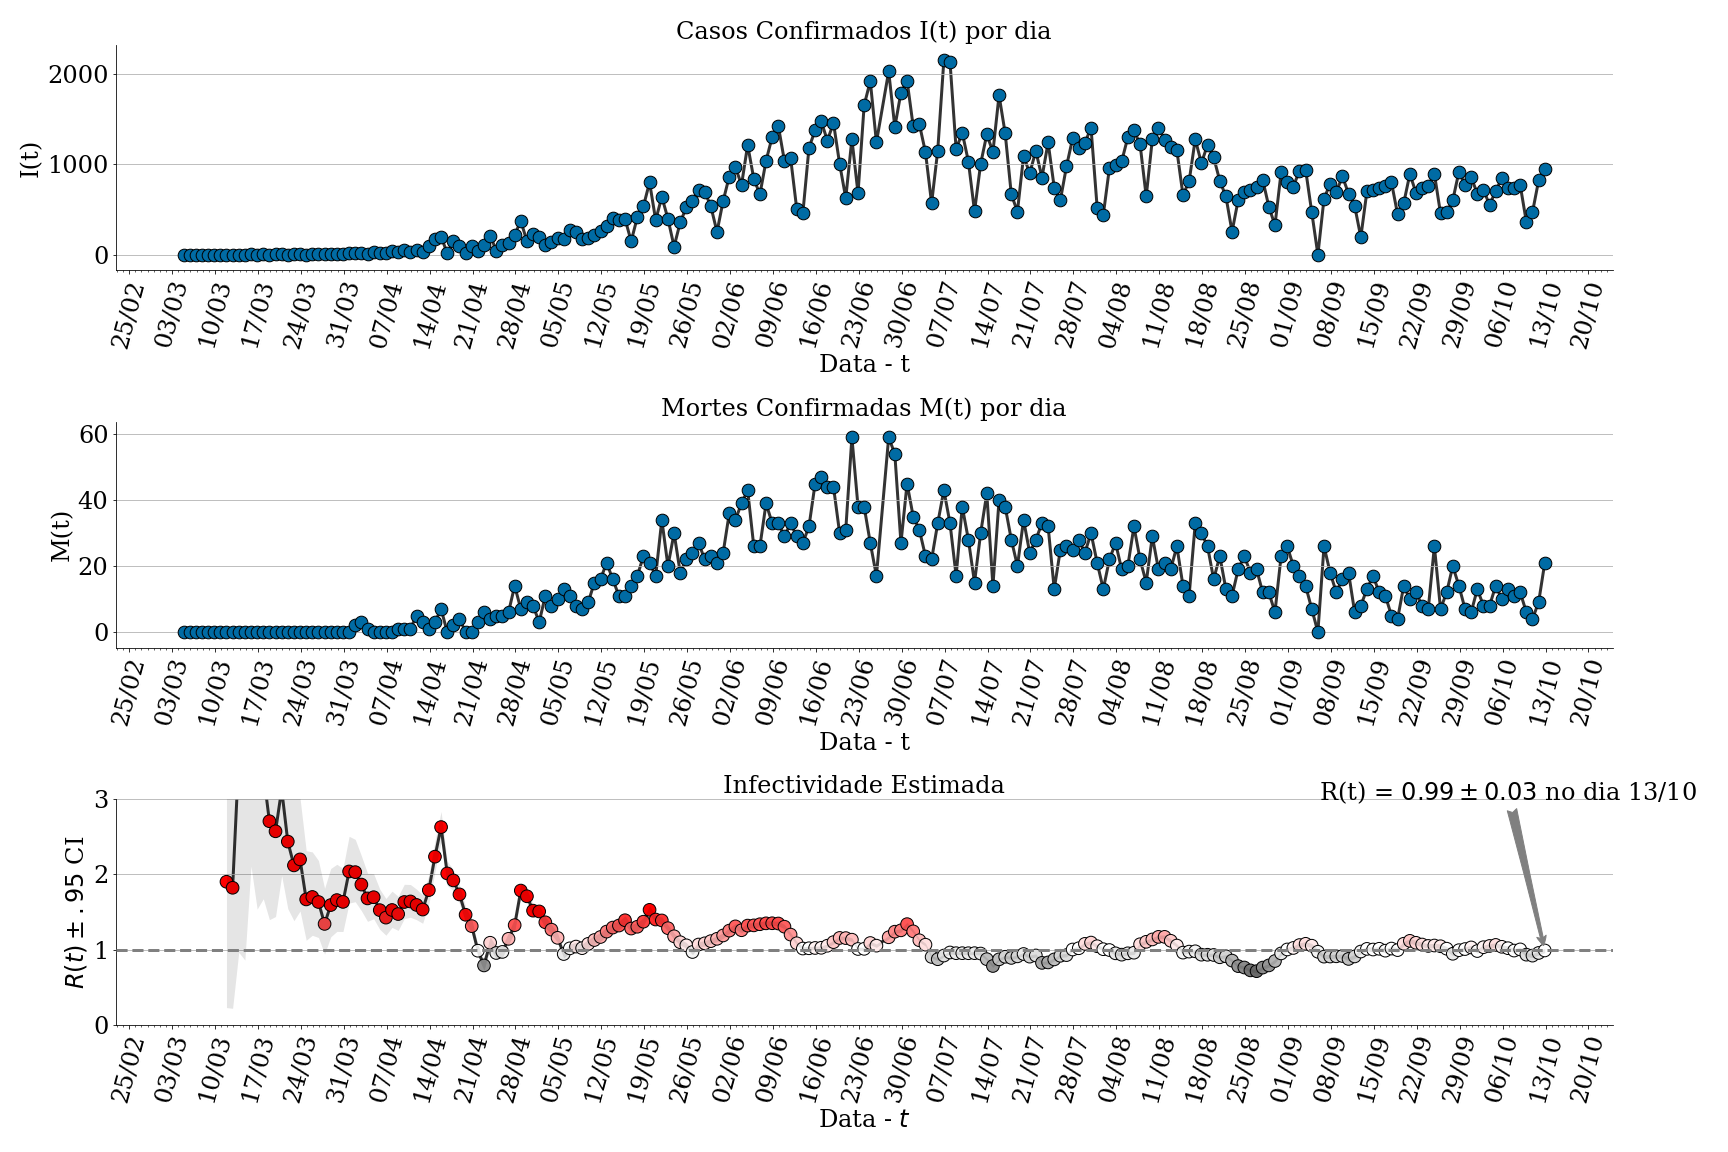 Casos Confirmados I(t) por dia
2000
1000
0
I(t)
25/02 03/03 10/03 17/03 24/03 31/03 07/04 14/04 21/04 28/04 05/05 12/05 19/05 26/05 02/06 09/06 16/06 23/06 30/06 07/07 14/07 21/07 28/07 04/08 11/08 18/08 25/08 01/09 08/09 15/09 22/09 29/09 06/10 13/10 20/10
Data - t
Mortes Confirmadas M(t) por dia
60
40
20
0
M(t)
25/02 03/03 10/03 17/03 24/03 31/03 07/04 14/04 21/04 28/04 05/05 12/05 19/05 26/05 02/06 09/06 16/06 23/06 30/06 07/07 14/07 21/07 28/07 04/08 11/08 18/08 25/08 01/09 08/09 15/09 22/09 29/09 06/10 13/10 20/10
Data - t
Infectividade Estimada
R(t) = 0.99 ± 0.03 no dia 13/10
3
2
1
0
R(t) ± .95 CI
25/02 03/03 10/03 17/03 24/03 31/03 07/04 14/04 21/04 28/04 05/05 12/05 19/05 26/05 02/06 09/06 16/06 23/06 30/06 07/07 14/07 21/07 28/07 04/08 11/08 18/08 25/08 01/09 08/09 15/09 22/09 29/09 06/10 13/10 20/10
Data - t